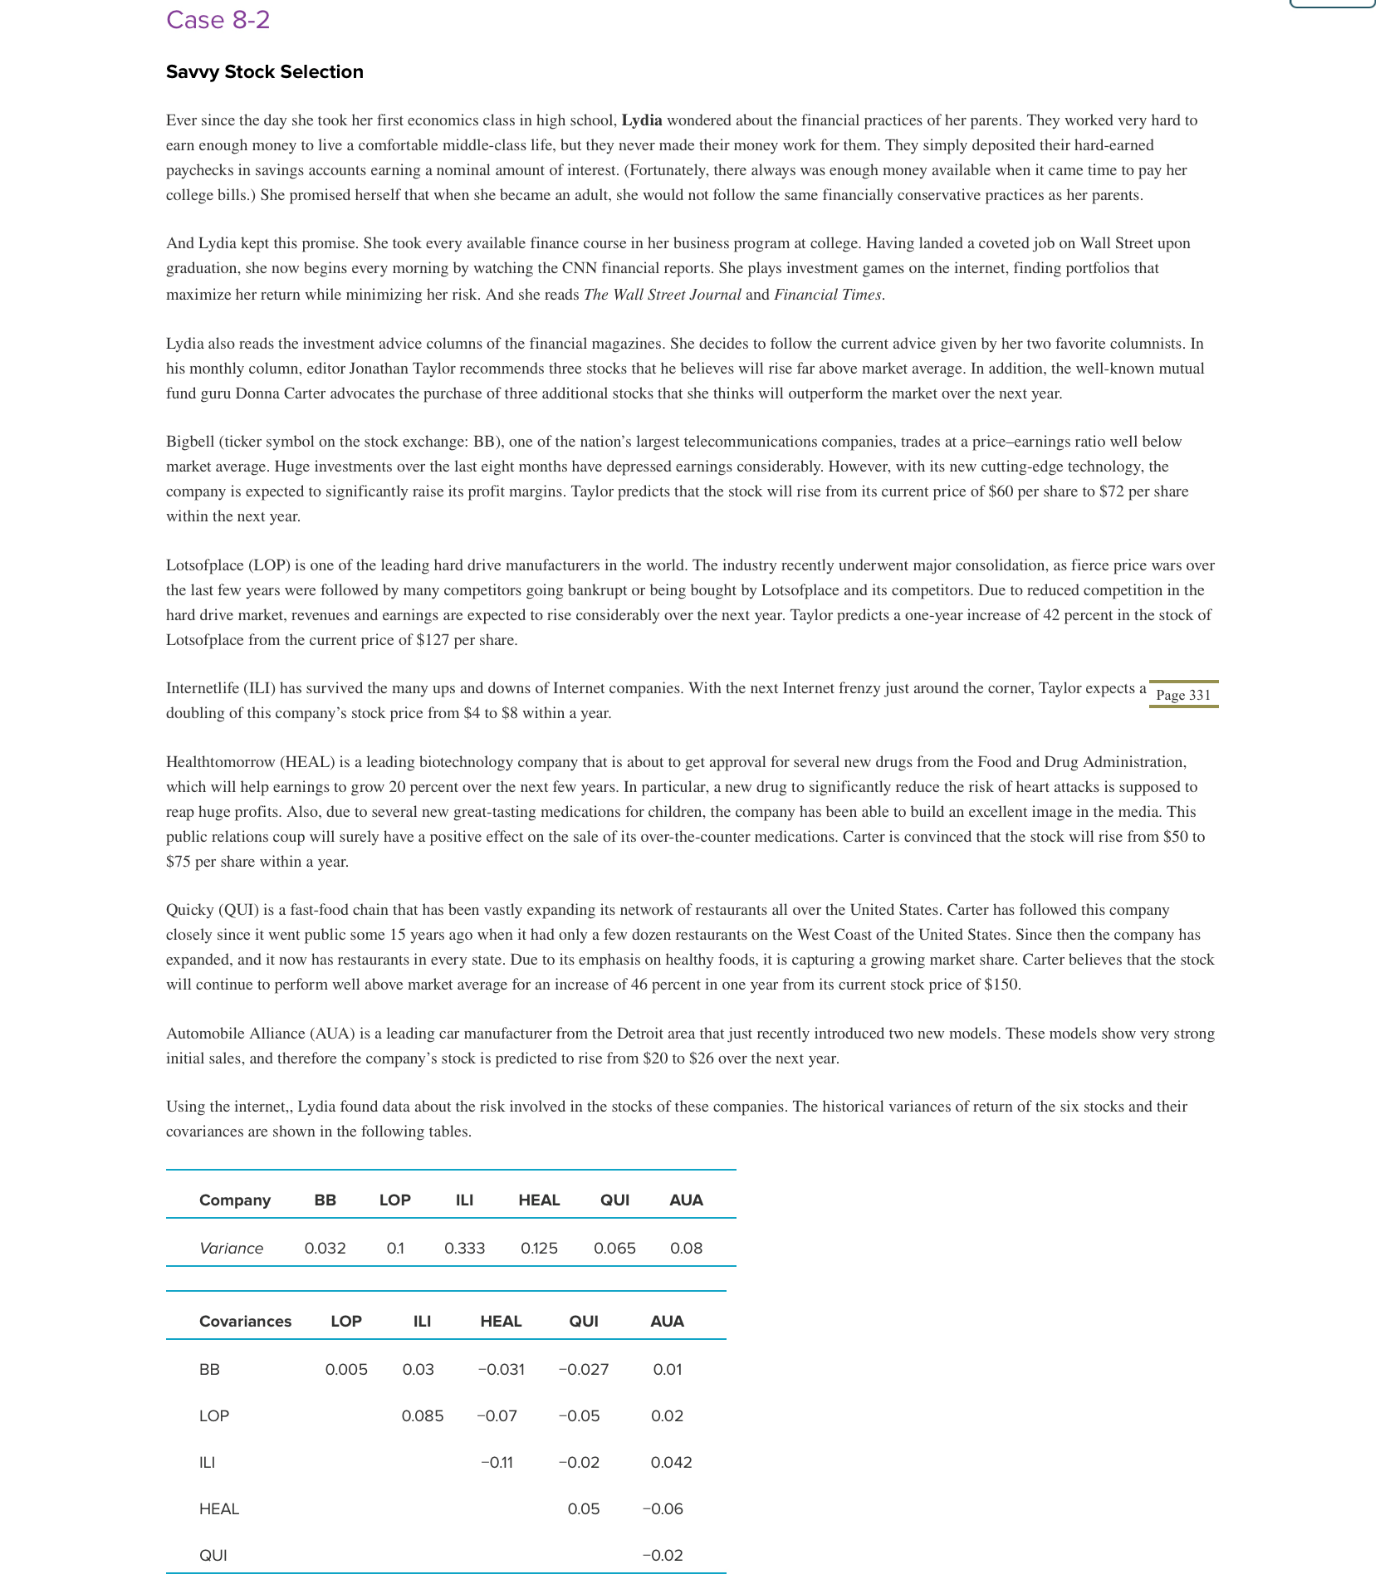 Case 8-2
Savvy Stock Selection
Ever since the day she took her first economics class in high school, Lydia wondered about the financial practices of her parents. They worked very hard to
earn enough money to live a comfortable middle-class life, but they never made their money work for them. They simply deposited their hard-earned
paychecks in savings accounts earning a nominal amount of interest. (Fortunately, there always was enough money available when it came time to pay her
college bills.) She promised herself that when she became an adult, she would not follow the same financially conservative practices as her parents.
And Lydia kept this promise. She took every available finance course in her business program at college. Having landed a coveted job on Wall Street upon
graduation, she now begins every morning by watching the CNN financial reports. She plays investment games on the internet, finding portfolios that
maximize her return while minimizing her risk. And she reads The Wall Street Journal and Financial Times.
Lydia also reads the investment advice columns of the financial magazines. She decides to follow the current advice given by her two favorite columnists. In
his monthly column, editor Jonathan Taylor recommends three stocks that he believes will rise far above market average. In addition, the well-known mutual
fund guru Donna Carter advocates the purchase of three additional stocks that she thinks will outperform the market over the next year.
Bigbell (ticker symbol on the stock exchange: BB), one of the nation's largest telecommunications companies, trades at a price–earnings ratio well below
market average. Huge investments over the last eight months have depressed earnings considerably. However, with its new cutting-edge technology, the
company is expected to significantly raise its profit margins. Taylor predicts that the stock will rise from its current price of $60 per share to $72 per share
within the next year.
Lotsofplace (LOP) is one of the leading hard drive manufacturers in the world. The industry recently underwent major consolidation, as fierce price wars over
the last few years were followed by many competitors going bankrupt or being bought by Lotsofplace and its competitors. Due to reduced competition in the
hard drive market, revenues and earnings are expected to rise considerably over the next year. Taylor predicts a one-year increase of 42 percent in the stock of
Lotsofplace from the current price of $127 per share.
Internetlife (ILI) has survived the many ups and downs of Internet companies. With the next Internet frenzy just around the corner, Taylor expects a Page 331
doubling of this company's stock price from $4 to $8 within a year.
Healthtomorrow (HEAL) is a leading biotechnology company that is about to get approval for several new drugs from the Food and Drug Administration,
which will help earnings to grow 20 percent over the next few years. In particular, a new drug to significantly reduce the risk of heart attacks is supposed to
reap huge profits. Also, due to several new great-tasting medications for children, the company has been able to build an excellent image in the media. This
public relations coup will surely have a positive effect on the sale of its over-the-counter medications. Carter is convinced that the stock will rise from $50 to
$75 per share within a year.
Quicky (QUI) is a fast-food chain that has been vastly expanding its network of restaurants all over the United States. Carter has followed this company
closely since it went public some 15 years ago when it had only a few dozen restaurants on the West Coast of the United States. Since then the company has
expanded, and it now has restaurants in every state. Due to its emphasis on healthy foods, it is capturing a growing market share. Carter believes that the stock
will continue to perform well above market average for an increase of 46 percent in one year from its current stock price of $150.
Automobile Alliance (AUA) is a leading car manufacturer from the Detroit area that just recently introduced two new models. These models show very strong
initial sales, and therefore the company's stock is predicted to rise from $20 to $26 over the next year.
Using the internet,, Lydia found data about the risk involved in the stocks of these companies. The historical variances of return of the six stocks and their
covariances are shown in the following tables.
Company BB LOP ILI HEAL QUI AUA
Variance 0.032 0.1 0.333 0.125 0.065 0.08
Covariances LOP ILI HEAL QUI AUA
BB 0.005 0.03 −0.031 −0.027 0.01
LOP 0.085 −0.07 −0.05 0.02
ILI −0.11 −0.02 0.042
HEAL 0.05 −0.06
QUI −0.02